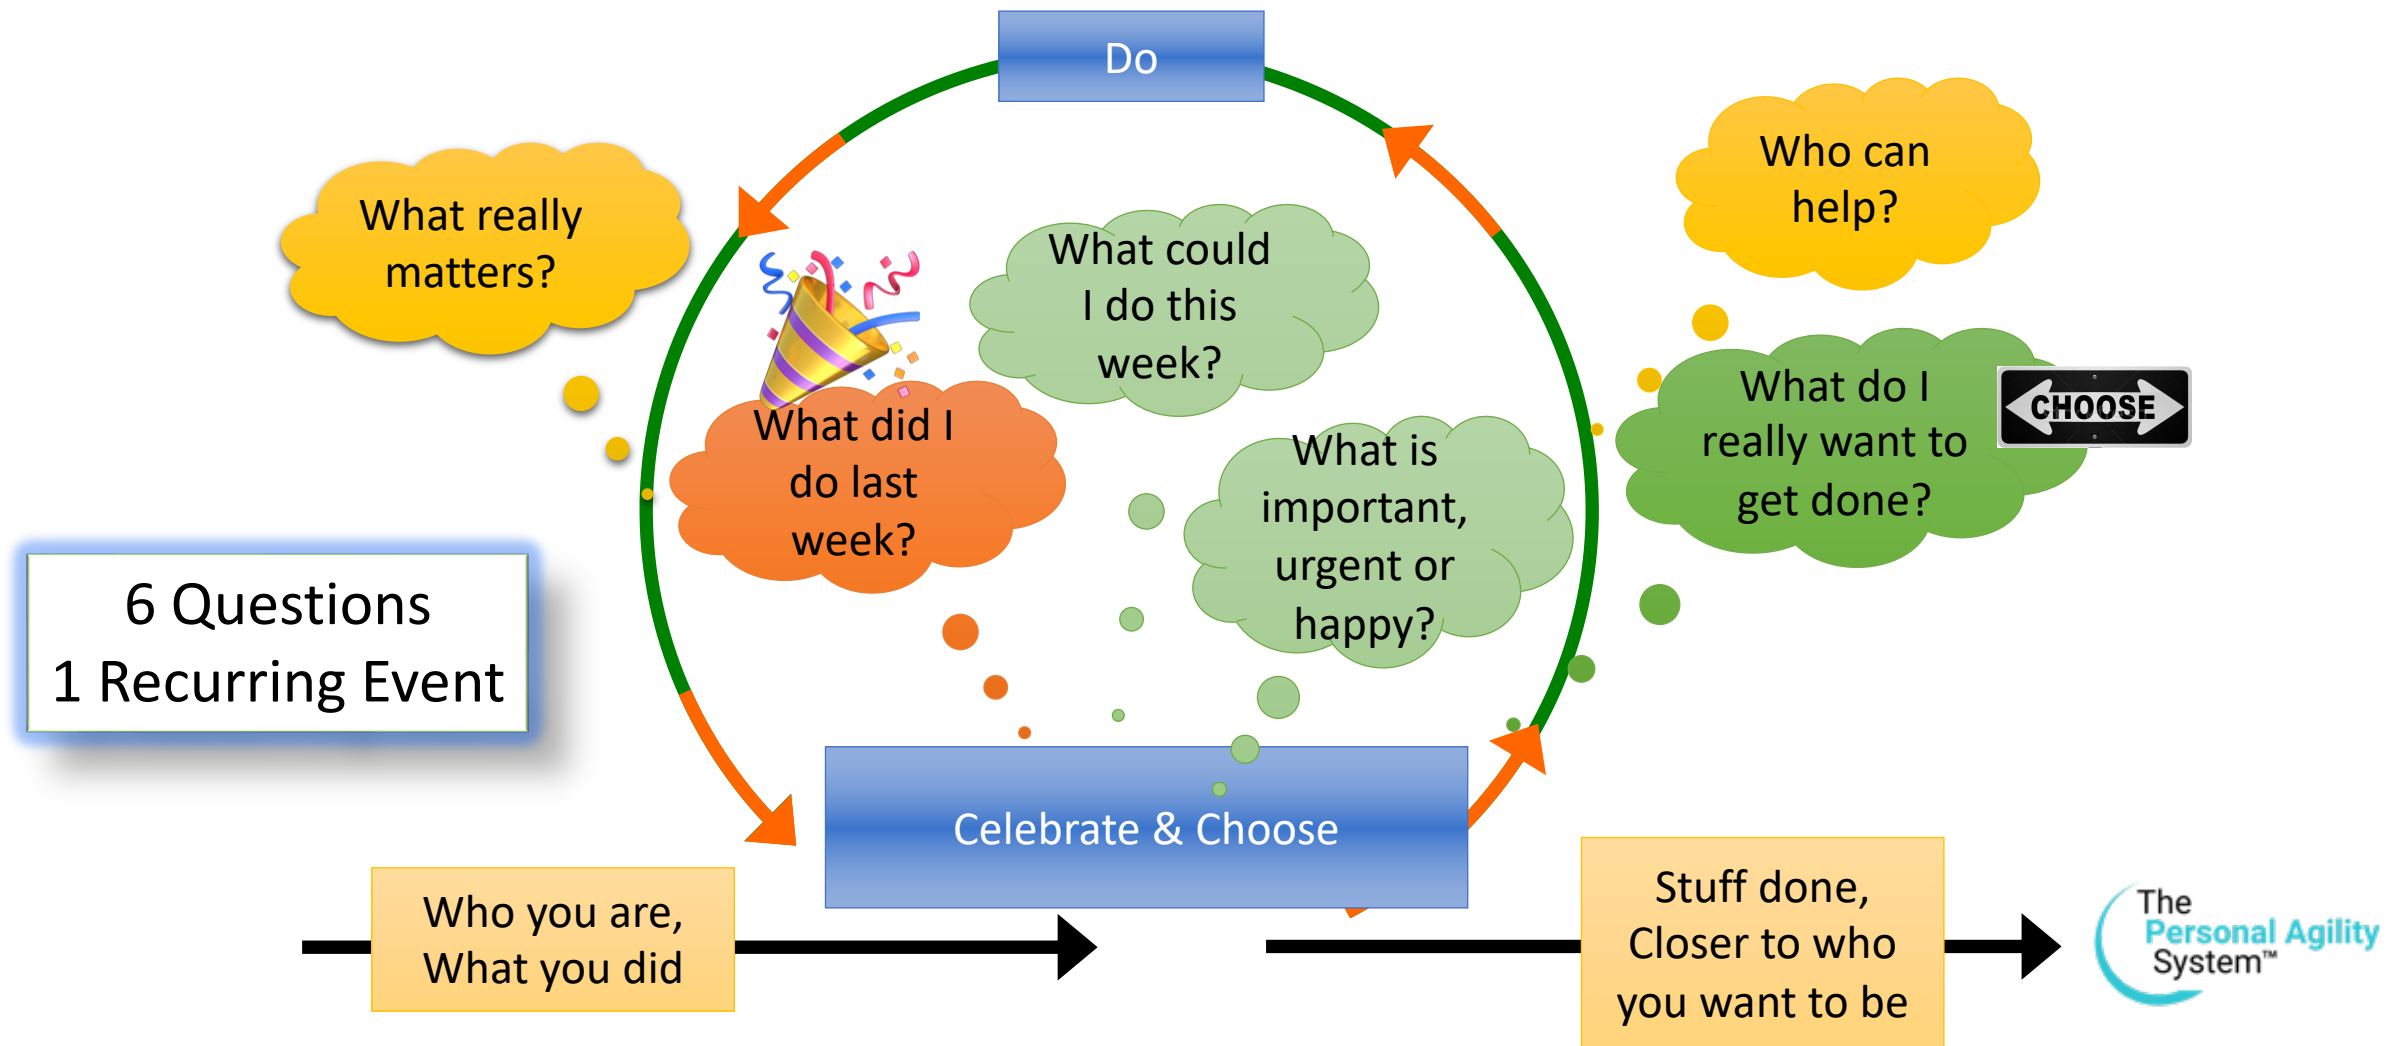 Do
What really
matters?
Who can
help?
What could
I do this
week?
What did I
do last
week?
What is
important,
urgent or
happy?
What do I
really want to
get done?
CHOOSE
6 Questions
1 Recurring Event
Celebrate & Choose
Who you are,
What you did
Stuff done,
Closer to who
you want to be
The
Personal Agility
System™